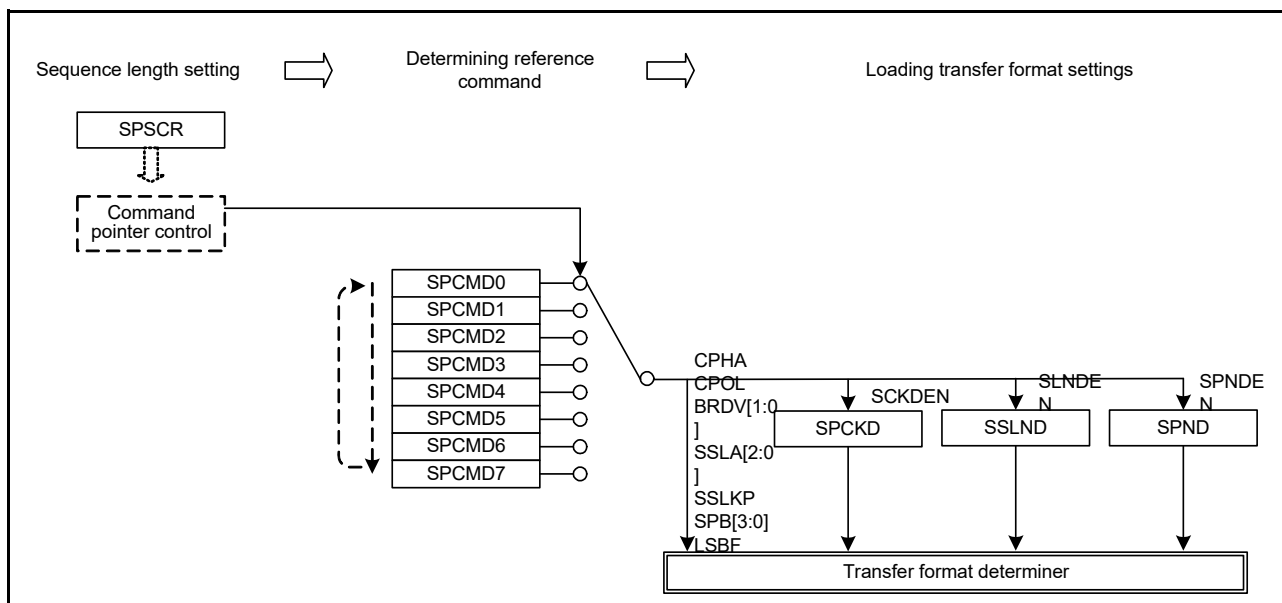 Sequence length setting
Determining reference
command
Loading transfer format settings
SPSCR
Command
pointer control
SPCMD0
SPCMD1
SPCMD2
SPCMD3
SPCMD4
SPCMD5
SPCMD6
SPCMD7
CPHA
CPOL
BRDV[1:0
]
SSLA[2:0
]
SSLKP
SPB[3:0]
LSBF
SCKDEN
SPCKD
SLNDE
N
SSLND
SPNDE
N
SPND
Transfer format determiner